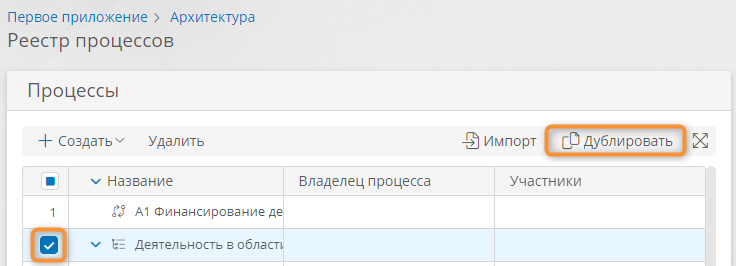 Первое приложение > Архитектура
Реестр процессов
Процессы
Создать Удалить Импорт Дублировать
Название Владелец процесса Участники
1 А1 Финансирование де
Деятельность в области